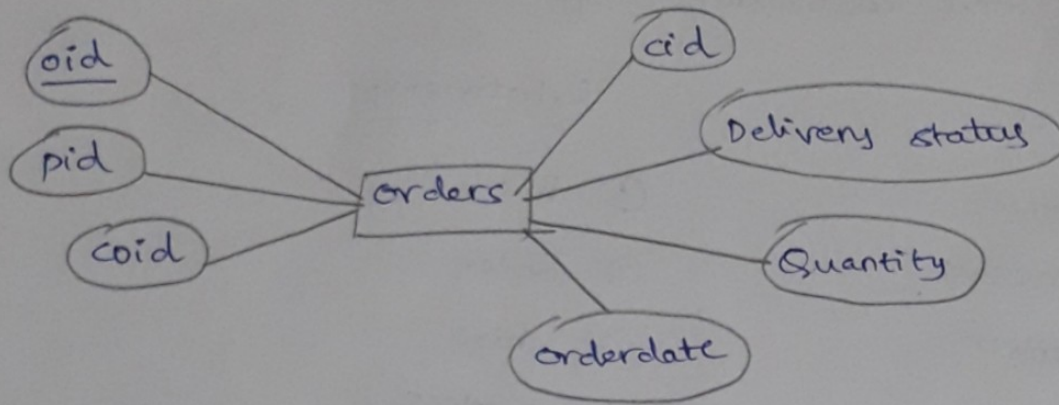 oid
cid
Delivery status
pid
orders
coid
Quantity
orderdate